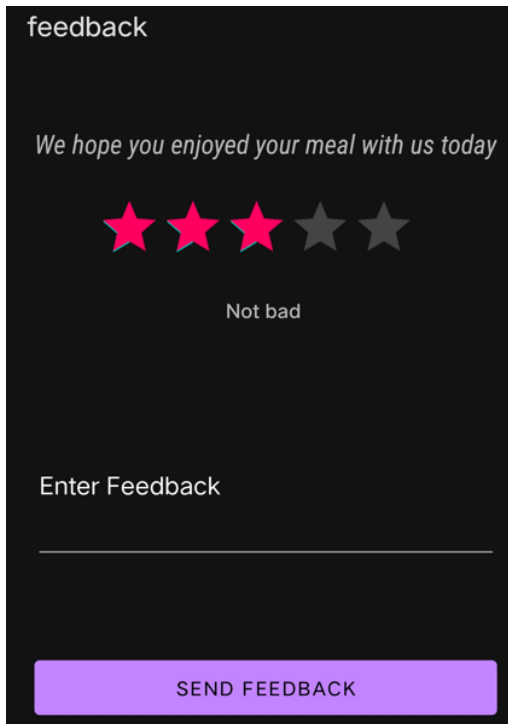 feedback
We hope you enjoyed your meal with us today
Not bad
Enter Feedback
SEND FEEDBACK